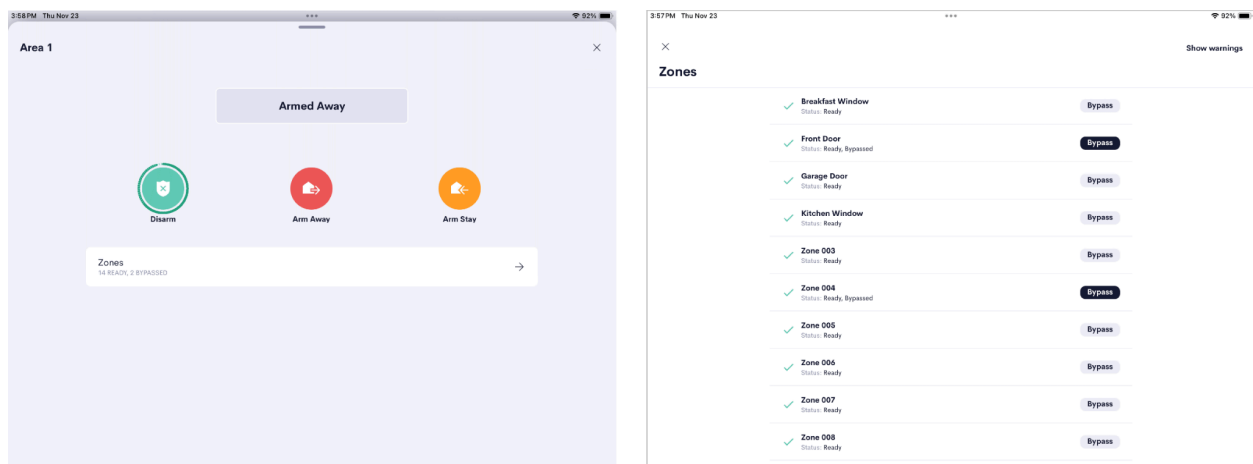 3:58 PM Thu Nov 23
92%
Area 1
Armed Away
Disarm
Arm Away
Arm Stay
Zones
14 READY, 2 BYPASSED
3:57 PM Thu Nov 23
92%
Show warnings
Zones
Breakfast Window
Status: Ready
Bypass
Front Door
Status: Ready, Bypassed
Bypass
Garage Door
Status: Ready
Bypass
Kitchen Window
Status: Ready
Bypass
Zone 003
Status: Ready
Bypass
Zone 004
Status: Ready, Bypassed
Bypass
Zone 005
Status: Ready
Bypass
Zone 006
Status: Ready
Bypass
Zone 007
Status: Ready
Bypass
Zone 008
Status: Ready
Bypass